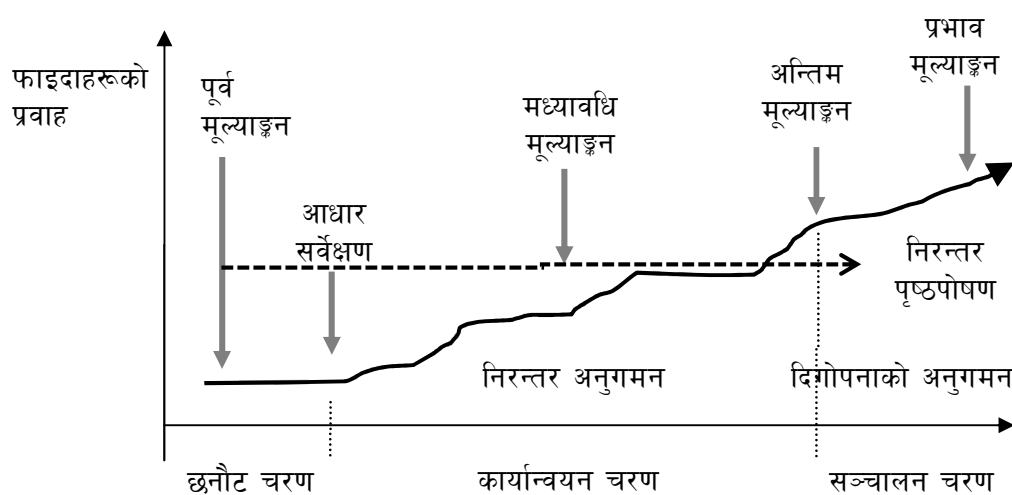 फाइदाहरूको
प्रवाह
पूर्व
मूल्याङ्कन
आधार
सर्वेक्षण
मध्यावधि
मूल्याङ्कन
अन्तिम
मूल्याङ्कन
प्रभाव
मूल्याङ्कन
निरन्तर
पृष्ठपोषण
निरन्तर अनुगमन
दिगोपनाको अनुगमन
छनौट चरण
कार्यान्वयन चरण
सञ्चालन चरण